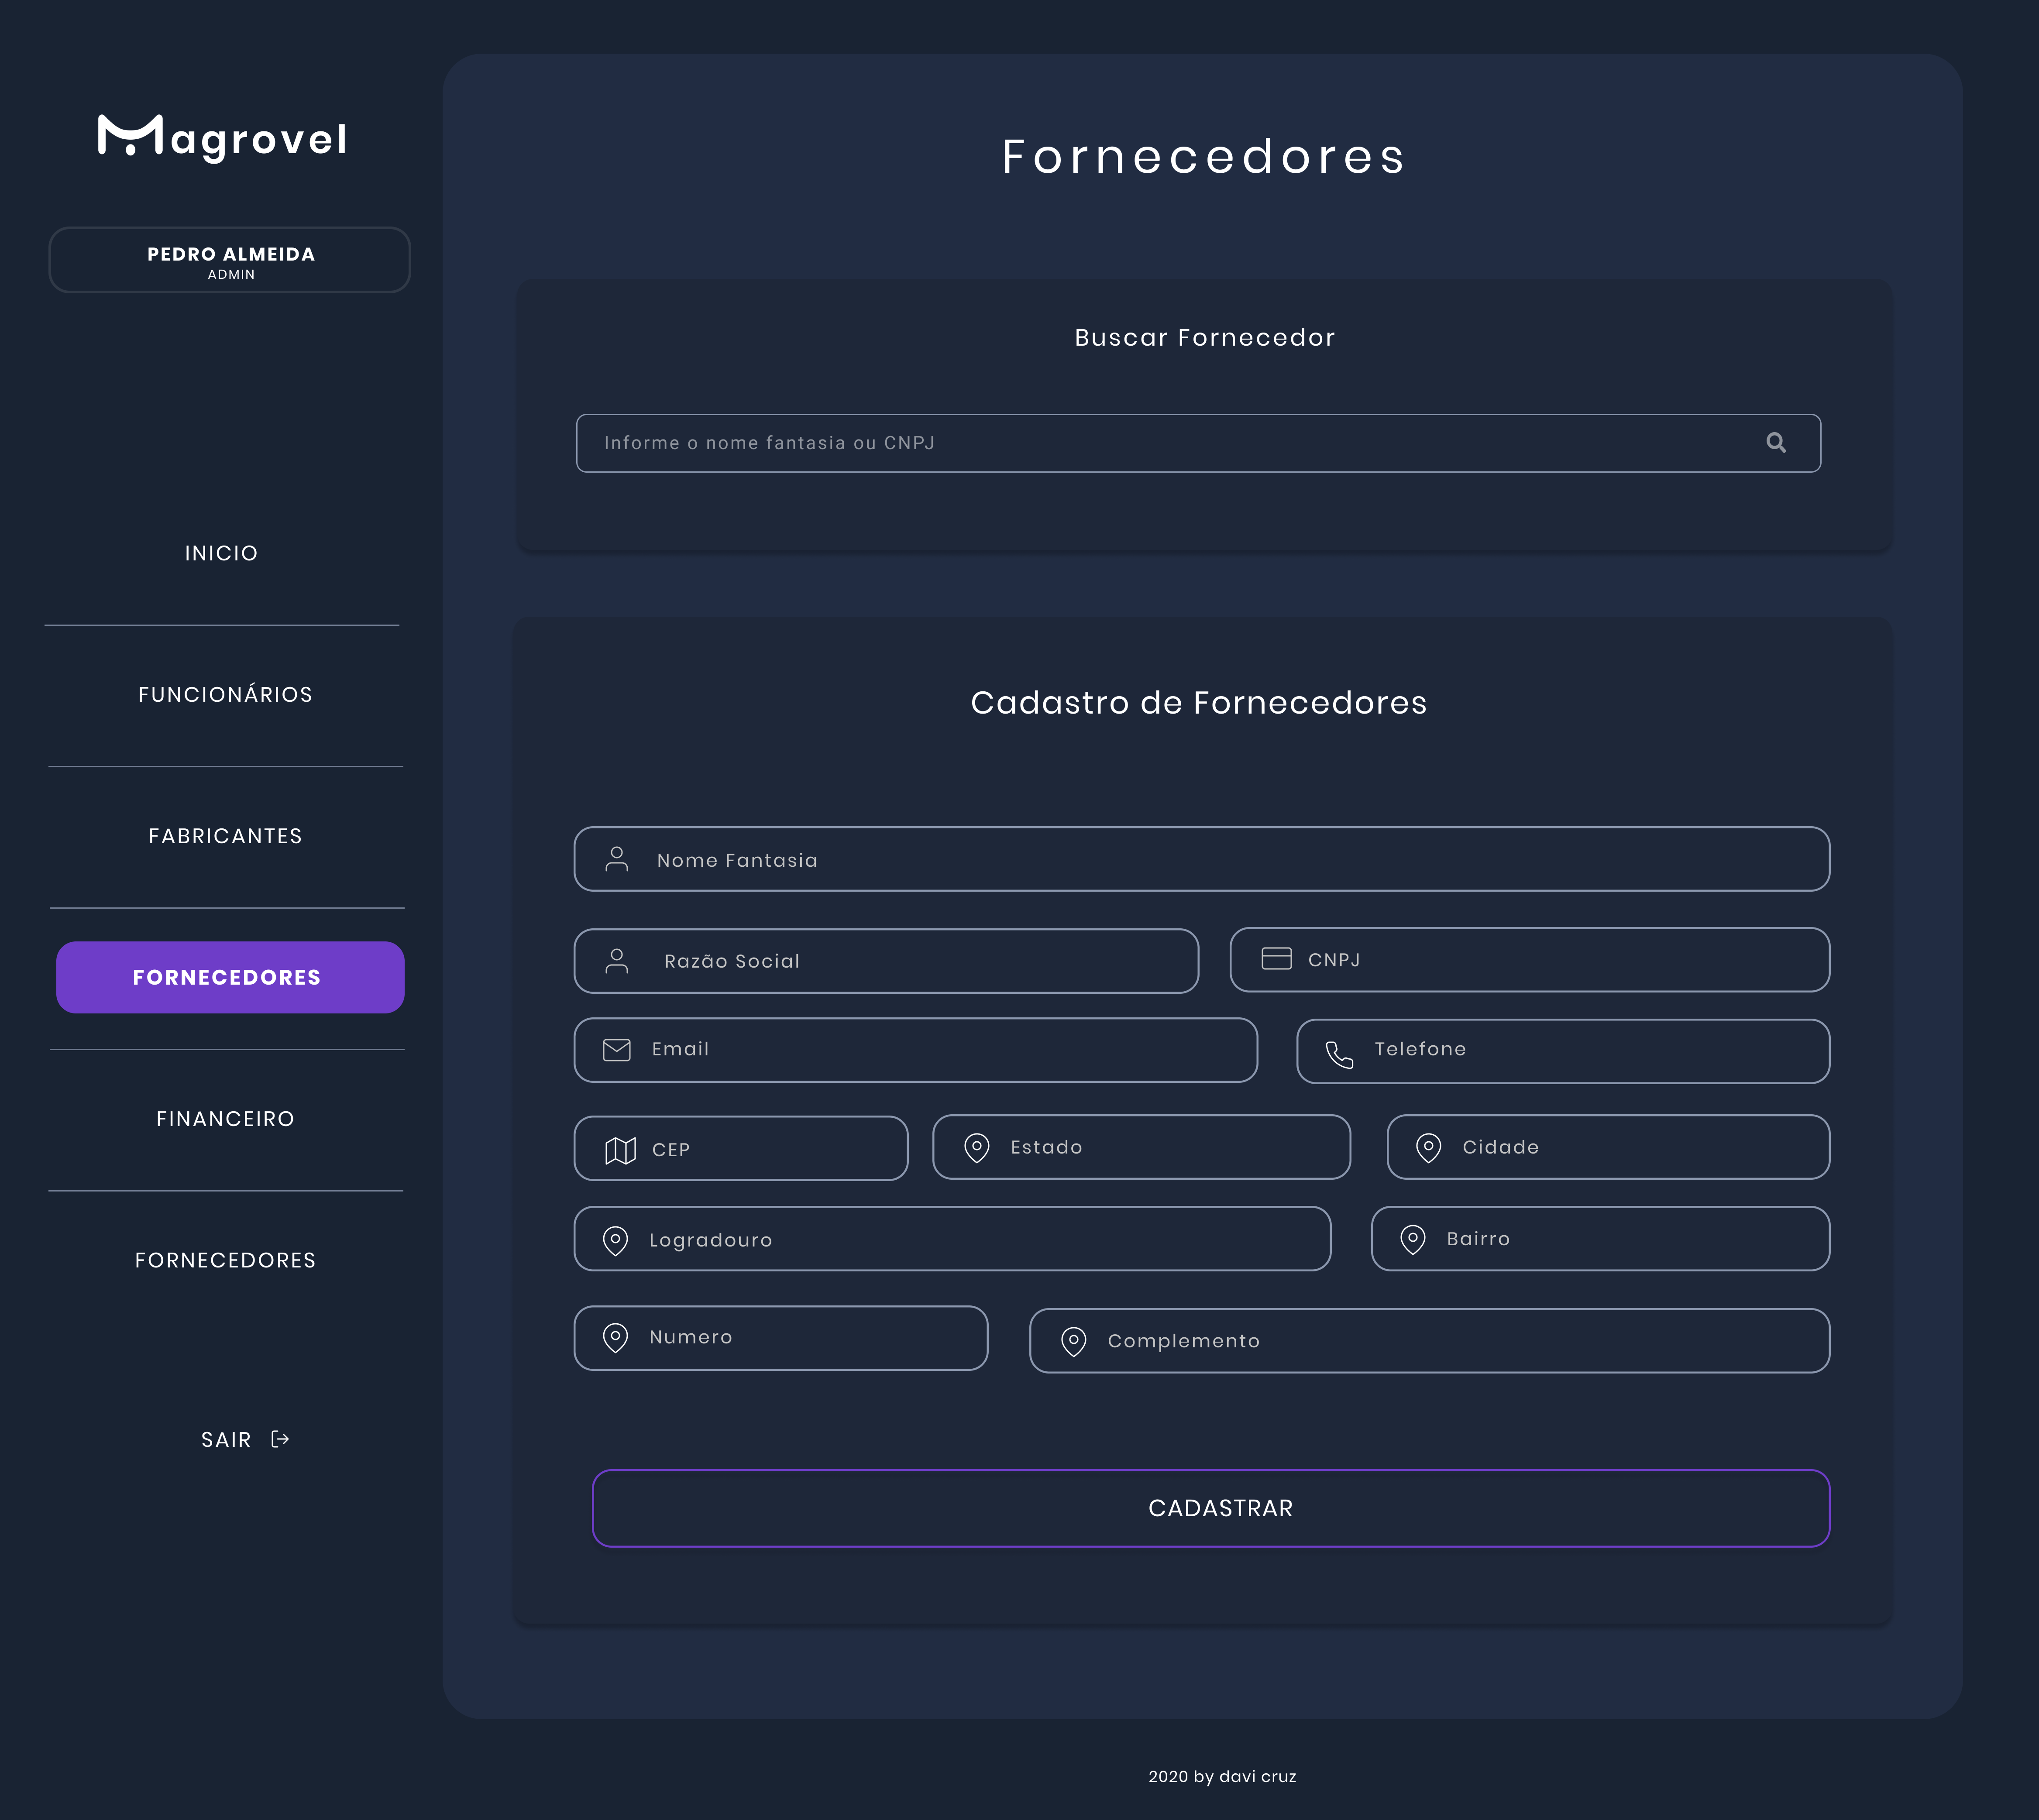 Magrovel
PEDRO ALMEIDA
ADMIN
INICIO
FUNCIONÁRIOS
FABRICANTES
FORNECEDORES
FINANCEIRO
FORNECEDORES
SAIR
Fornecedores
Buscar Fornecedor
Informe o nome fantasia ou CNPJ
Cadastro de Fornecedores
Nome Fantasia
Razão Social
CNPJ
Email
Telefone
CEP
Estado
Cidade
Logradouro
Bairro
Numero
Complemento
CADASTRAR
2020 by davi cruz